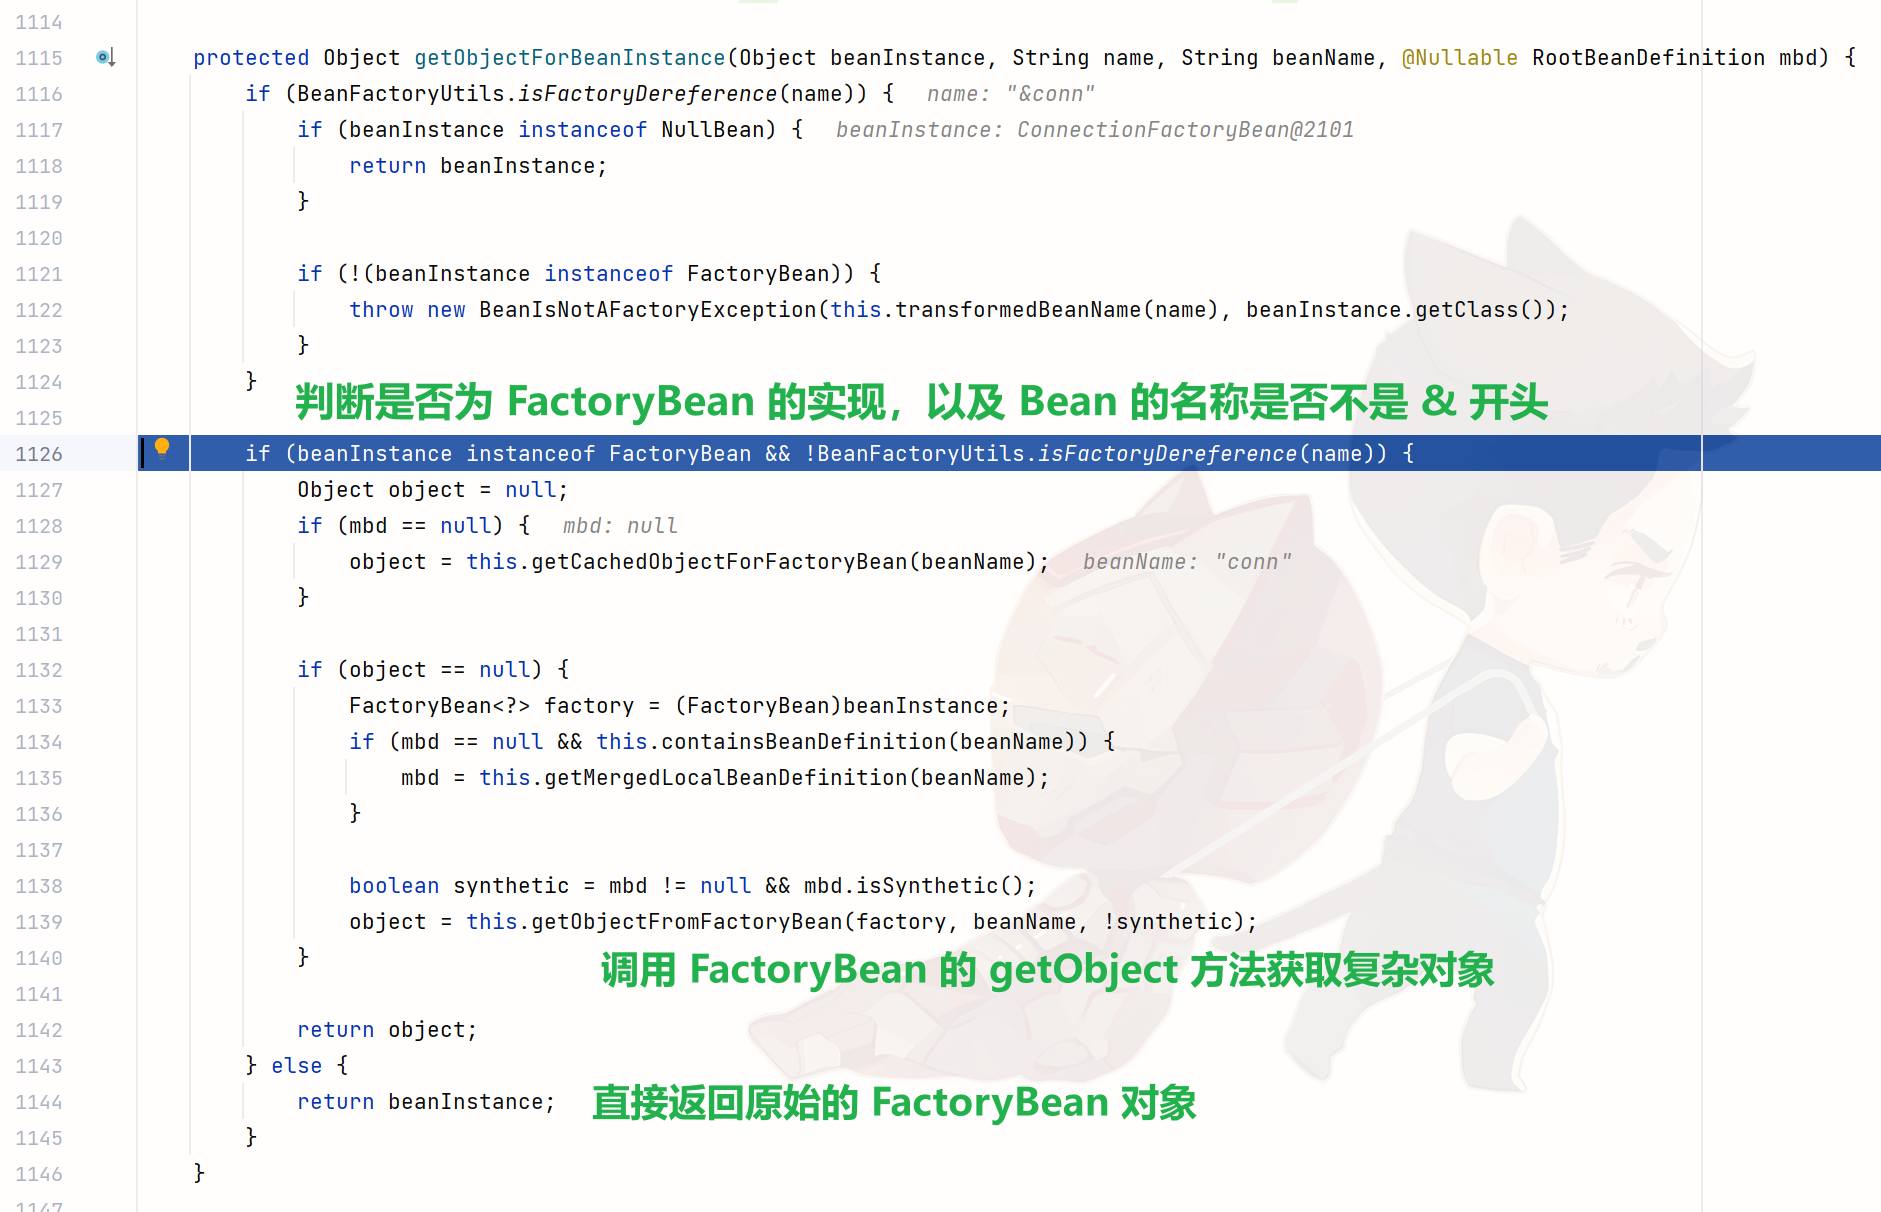 1114
1115 protected Object getObjectForBeanInstance(Object beanInstance, String name, String beanName, @Nullable RootBeanDefinition mbd) {
1116 if (BeanFactoryUtils.isFactoryDereference(name)) { name: "&conn"
1117 if (beanInstance instanceof NullBean) { beanInstance: ConnectionFactoryBean@2101
1118 return beanInstance;
1119 }
1120
1121 if (!(beanInstance instanceof FactoryBean)) {
1122 throw new BeanIsNotAFactoryException(this.transformedBeanName(name), beanInstance.getClass());
1123 }
1124 }
判断是否为 FactoryBean 的实现，以及 Bean 的名称是否不是 & 开头
1125
1126 if (beanInstance instanceof FactoryBean && !BeanFactoryUtils.isFactoryDereference(name)) {
1127 Object object = null;
1128 if (mbd == null) { mbd: null
1129 object = this.getCachedObjectForFactoryBean(beanName); beanName: "conn"
1130 }
1131
1132 if (object == null) {
1133 FactoryBean<?> factory = (FactoryBean)beanInstance;
1134 if (mbd == null && this.containsBeanDefinition(beanName)) {
1135 mbd = this.getMergedLocalBeanDefinition(beanName);
1136 }
1137
1138 boolean synthetic = mbd != null && mbd.isSynthetic();
1139 object = this.getObjectFromFactoryBean(factory, beanName, !synthetic);
1140 }
调用 FactoryBean 的 getObject 方法获取复杂对象
1141
1142 return object;
1143 } else {
1144 return beanInstance; 直接返回原始的 FactoryBean 对象
1145 }
1146 }
1147